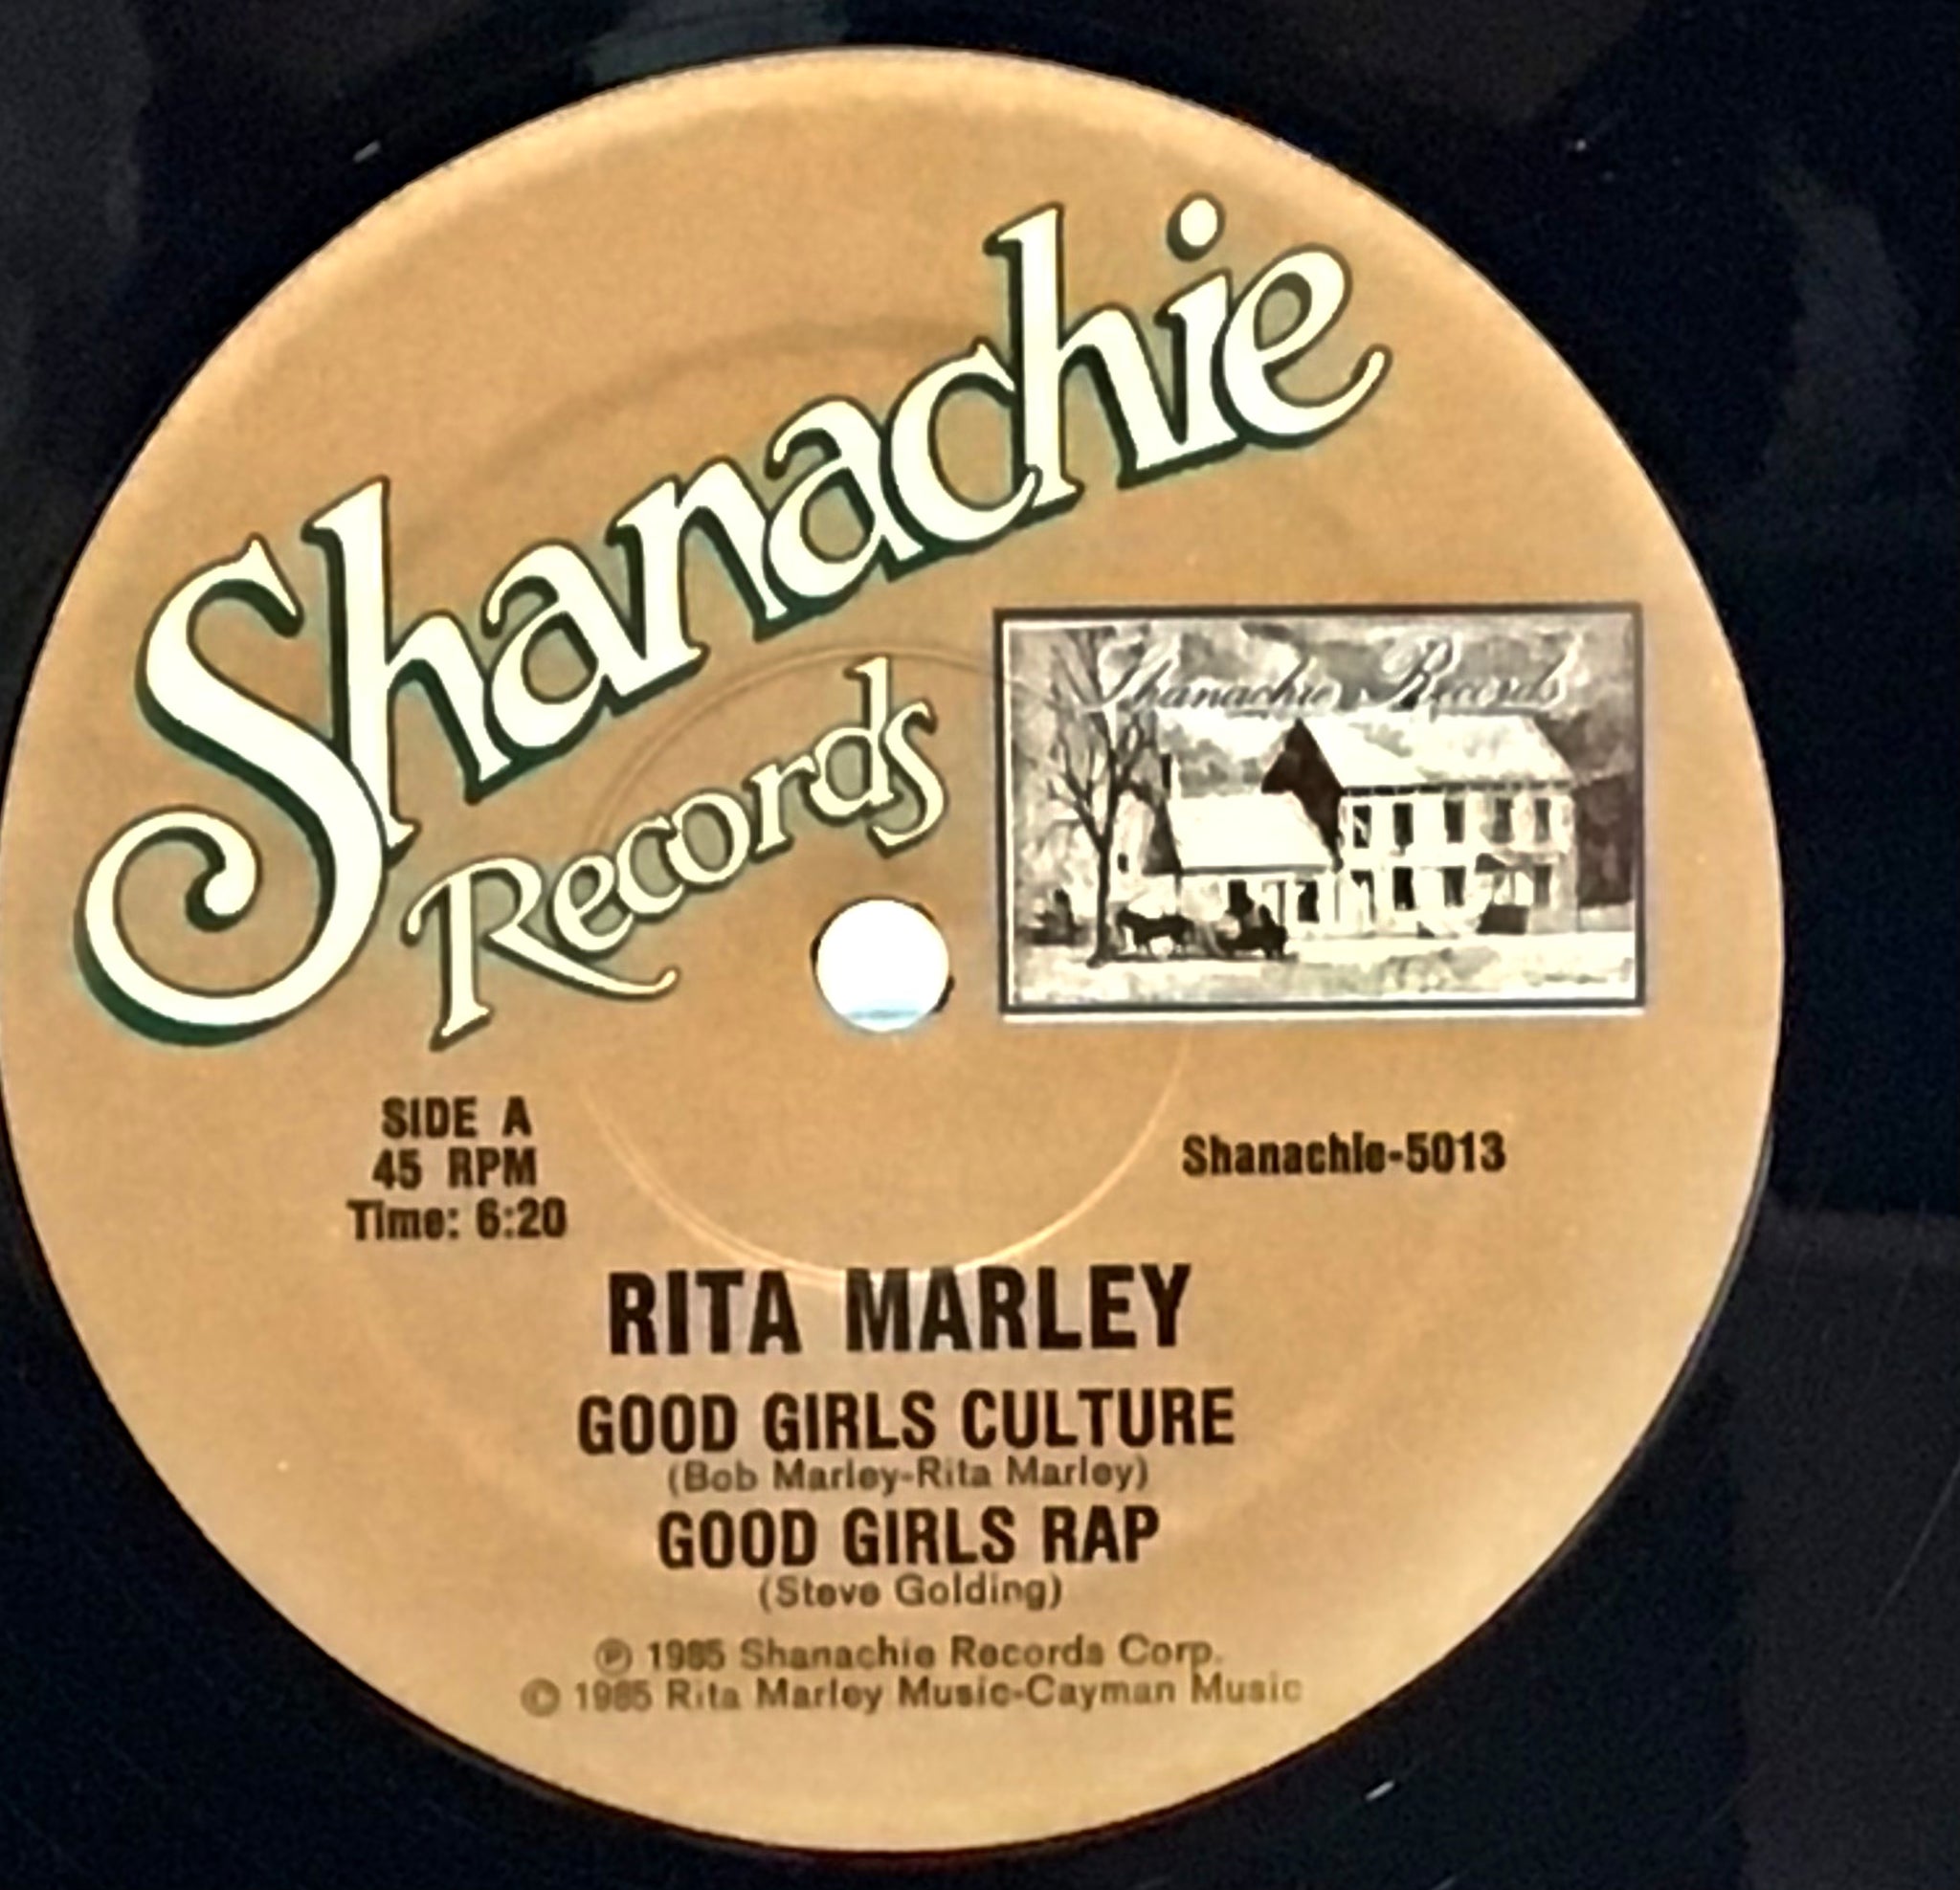 Shanachie
Records
Shanachie Records
SIDE A
45 RPM
Time: 6:20
Shanachie-5013
RITA MARLEY
GOOD GIRLS CULTURE
(Bob Marley-Rita Marley)
GOOD GIRLS RAP
(Steve Golding)
Ⓟ 1985 Shanachie Records Corp.
© 1985 Rita Marley Music-Cayman Music